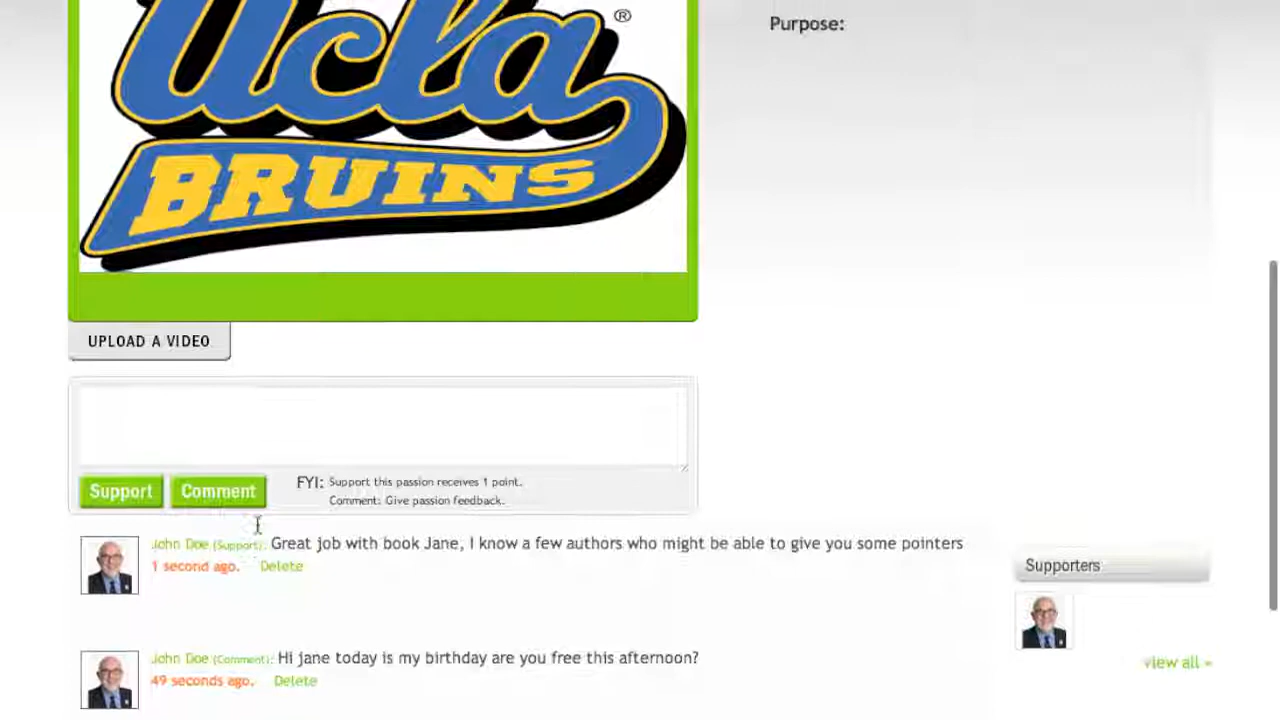 Ucla ®
BRUINS
Purpose:
UPLOAD A VIDEO
Support Comment FYI: Support this passion receives 1 point.
Comment: Give passion feedback.
John Doe (Support): Great job with book Jane, I know a few authors who might be able to give you some pointers
1 second ago. Delete
Supporters
John Doe (Comment): Hi jane today is my birthday are you free this afternoon?
49 seconds ago. Delete
view all »